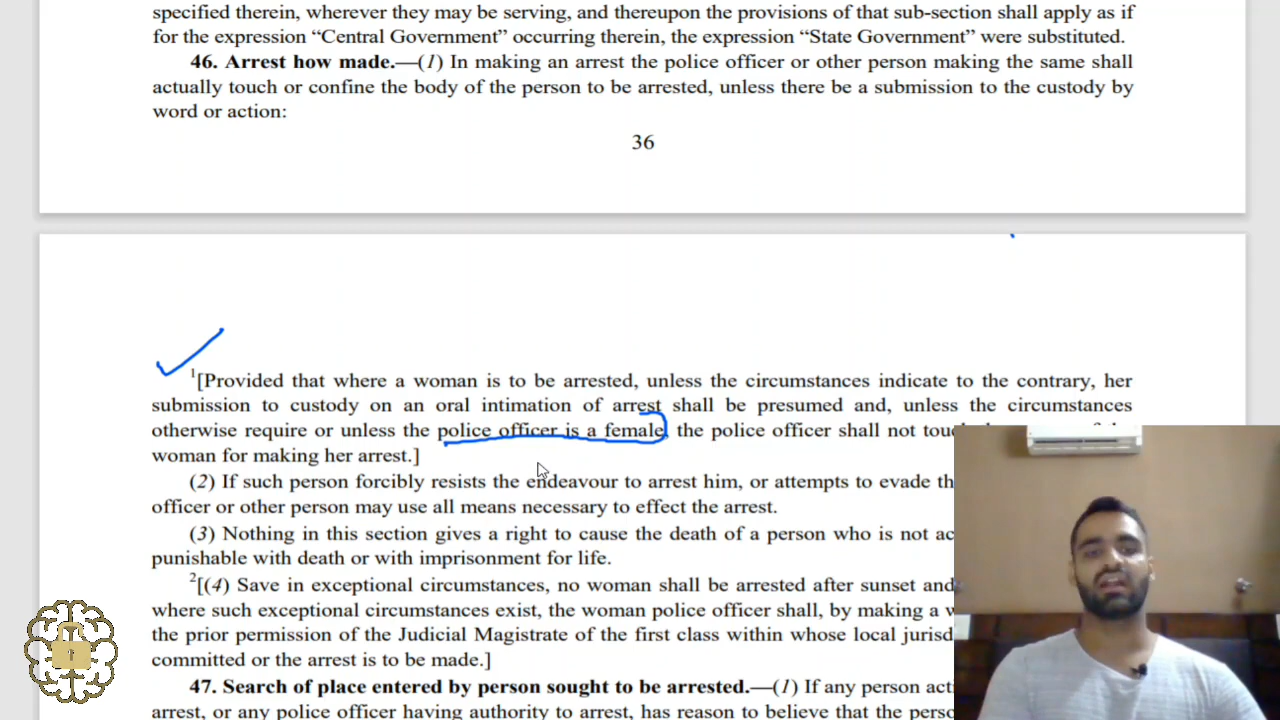 specified therein, wherever they may be serving, and thereupon the provisions of that sub-section shall apply as if
for the expression “Central Government” occurring therein, the expression “State Government” were substituted.
46. Arrest how made.—(1) In making an arrest the police officer or other person making the same shall
actually touch or confine the body of the person to be arrested, unless there be a submission to the custody by
word or action:
36
1[Provided that where a woman is to be arrested, unless the circumstances indicate to the contrary, her
submission to custody on an oral intimation of arrest shall be presumed and, unless the circumstances
otherwise require or unless the police officer is a female, the police officer shall not
woman for making her arrest.]
(2) If such person forcibly resists the endeavour to arrest him, or attempts to evade
officer or other person may use all means necessary to effect the arrest.
(3) Nothing in this section gives a right to cause the death of a person who is not
punishable with death or with imprisonment for life.
2[(4) Save in exceptional circumstances, no woman shall be arrested after sunset and
where such exceptional circumstances exist, the woman police officer shall, by making a
the prior permission of the Judicial Magistrate of the first class within whose local
committed or the arrest is to be made.]
47. Search of place entered by person sought to be arrested.—(1) If any person
arrest, or any police officer having authority to arrest, has reason to believe that the